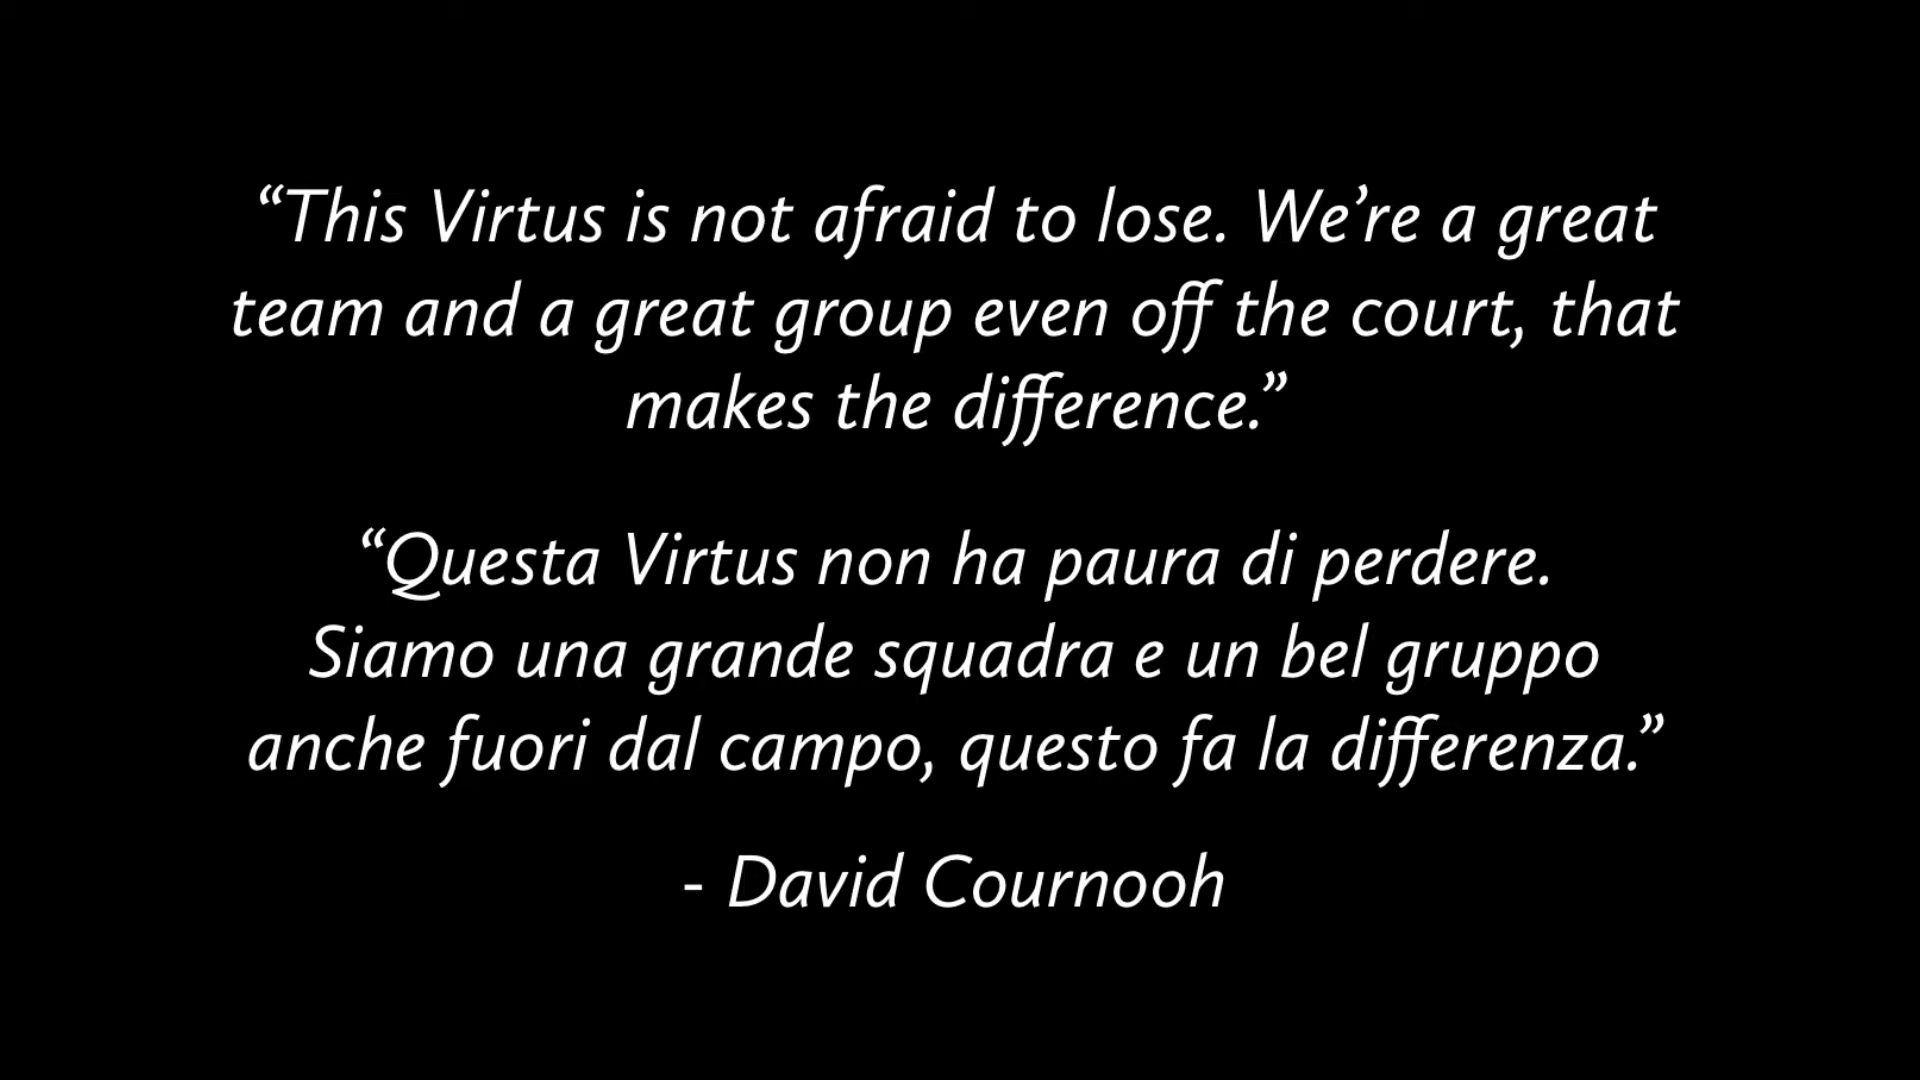 “This Virtus is not afraid to lose. We’re a great
team and a great group even off the court, that
makes the difference.”
“Questa Virtus non ha paura di perdere.
Siamo una grande squadra e un bel gruppo
anche fuori dal campo, questo fa la differenza.”
- David Cournooh